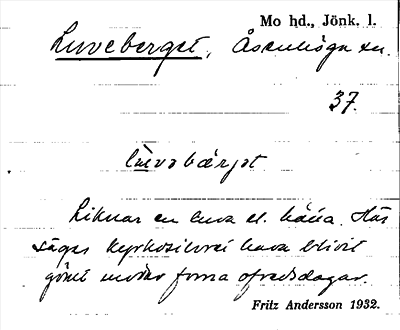 Mo hd., Jönk. l.
Luveberget, Åsenhöga sn.
37.
Liknar en luva el. hätta. Här
säges kyrkosilvret hava blivit
gömt under forna ofredsdagar.
Fritz Andersson 1932.